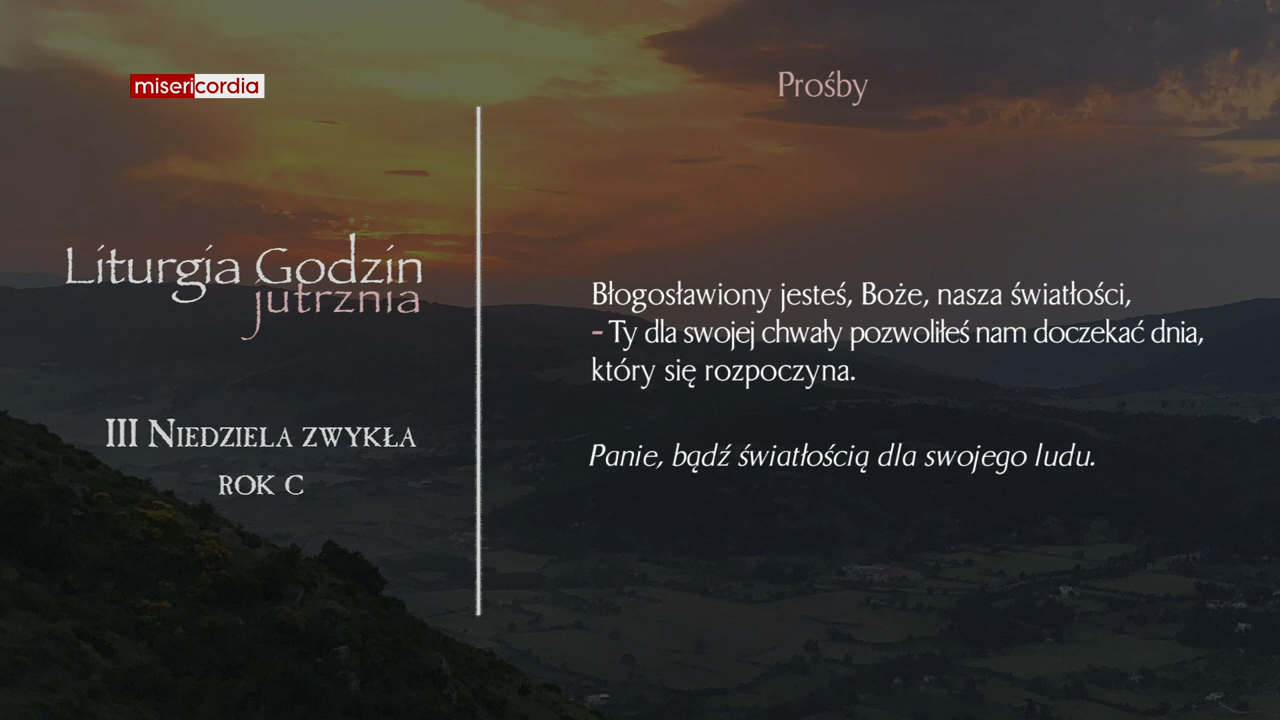 misericordia
Liturgia Godzin
jutrznia
III Niedziela zwykła
rok C
Prośby
Błogosławiony jesteś, Boże, nasza światłości,
- Ty dla swojej chwały pozwoliłeś nam doczekać dnia,
który się rozpoczyna.
Panie, bądź światłością dla swojego ludu.